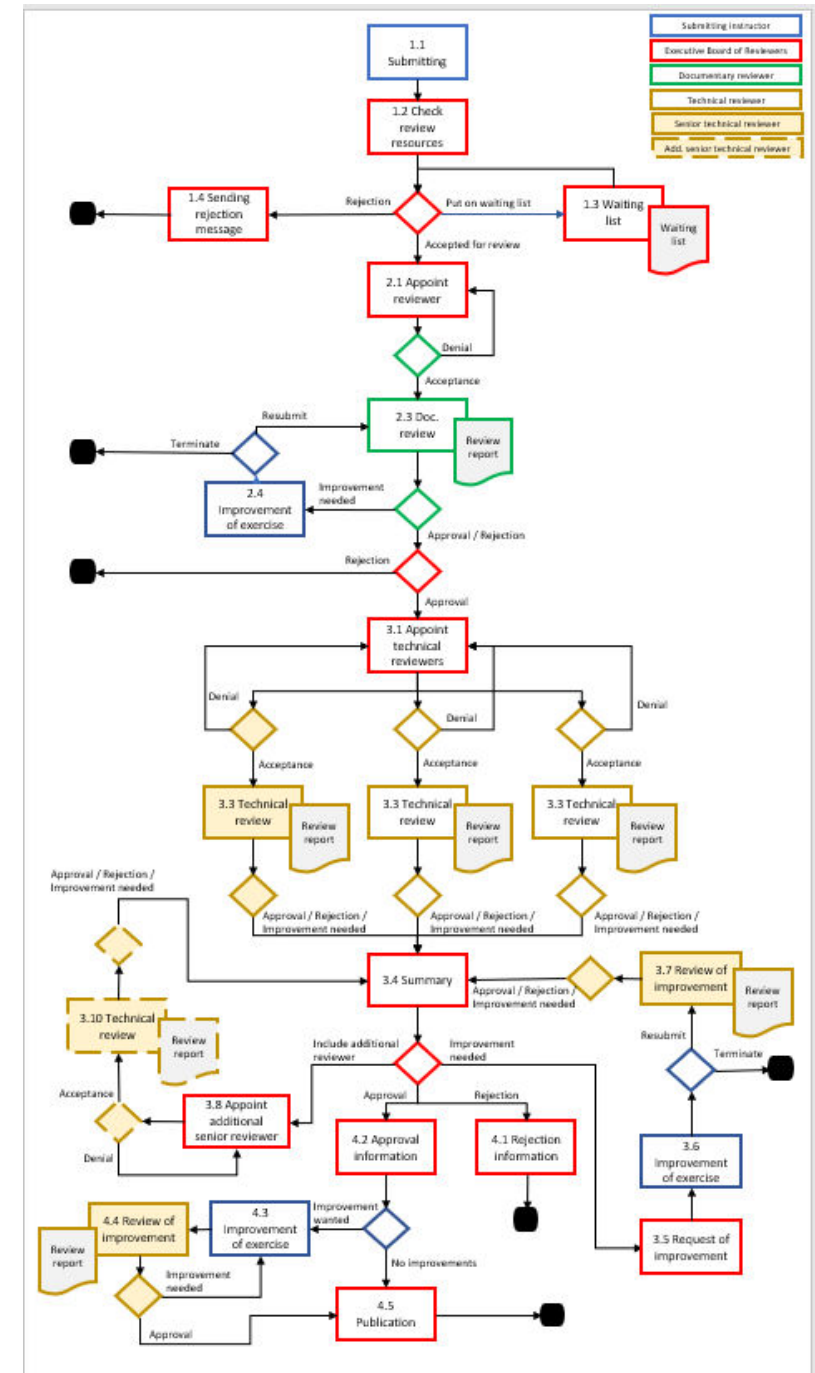 Submitting instructor
Executive Board of Reviewers
Documentary reviewer
Technical reviewer
Senior technical reviewer
Add. senior technical reviewer
1.1
Submitting
1.2 Check
review
resources
1.4 Sending
rejection
message
Rejection
Put on waiting list
1.3 Waiting
list
Waiting
list
Accepted for review
2.1 Appoint
reviewer
Denial
Acceptance
Resubmit
2.3 Doc.
review
Review
report
Terminate
2.4
Improvement
of exercise
Improvement
needed
Approval / Rejection
Rejection
Approval
3.1 Appoint
technical
reviewers
Denial
Denial
Denial
Acceptance
Acceptance
Acceptance
3.3 Technical
review
Review
report
3.3 Technical
review
Review
report
3.3 Technical
review
Review
report
Approval / Rejection /
Improvement needed
Approval / Rejection /
Improvement needed
Approval / Rejection /
Improvement needed
Approval / Rejection /
Improvement needed
3.4 Summary
Approval / Rejection /
Improvement needed
3.7 Review of
improvement
Review
report
3.10 Technical
review
Review
report
Include additional
reviewer
Improvement
needed
Resubmit
Terminate
Acceptance
3.8 Appoint
additional
senior reviewer
Denial
Approval
Rejection
4.2 Approval
information
4.1 Rejection
information
3.6
Improvement
of exercise
4.4 Review of
improvement
Review
report
4.3
Improvement
of exercise
Improvement
wanted
3.5 Request of
improvement
Improvement
needed
No improvements
Approval
4.5
Publication